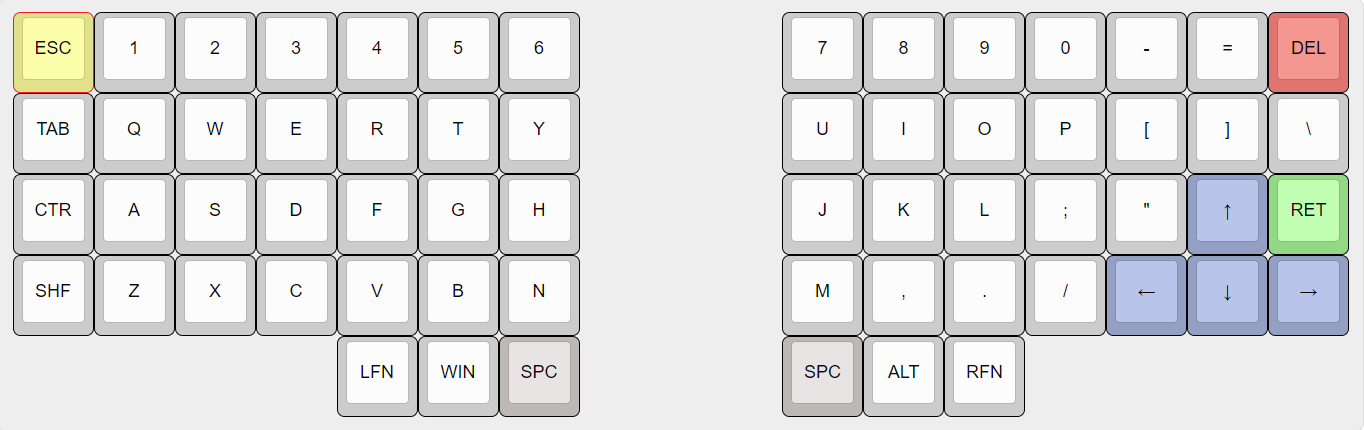 ESC 1 2 3 4 5 6 7 8 9 0 - = DEL
TAB Q W E R T Y U I O P [ ] \
CTR A S D F G H J K L ; " ↑ RET
SHF Z X C V B N M , . / ← ↓ →
LFN WIN SPC SPC ALT RFN